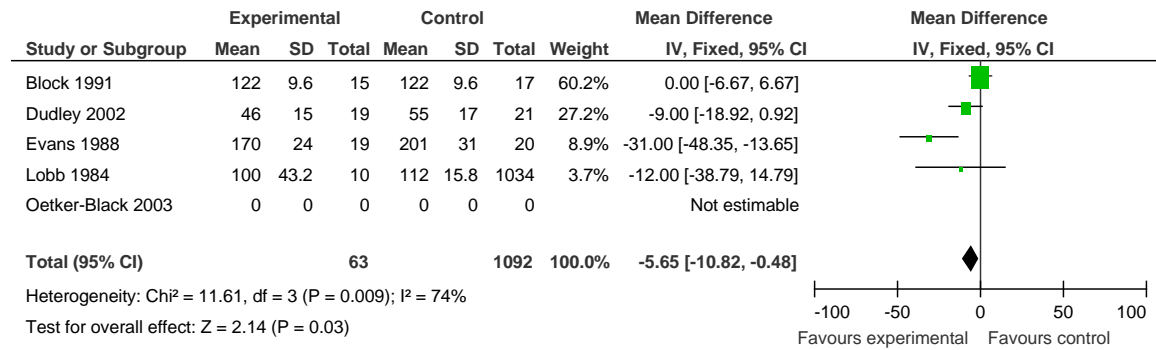 Experimental Control Mean Difference Mean Difference
Study or Subgroup Mean SD Total Mean SD Total Weight IV, Fixed, 95% CI IV, Fixed, 95% CI
Block 1991 122 9.6 15 122 9.6 17 60.2% 0.00 [-6.67, 6.67]
Dudley 2002 46 15 19 55 17 21 27.2% -9.00 [-18.92, 0.92]
Evans 1988 170 24 19 201 31 20 8.9% -31.00 [-48.35, -13.65]
Lobb 1984 100 43.2 10 112 15.8 1034 3.7% -12.00 [-38.79, 14.79]
Oetker-Black 2003 0 0 0 0 0 0 Not estimable
Total (95% CI) 63 1092 100.0% -5.65 [-10.82, -0.48]
Heterogeneity: Chi² = 11.61, df = 3 (P = 0.009); I² = 74%
Test for overall effect: Z = 2.14 (P = 0.03)
-100 -50 0 50 100
Favours experimental Favours control